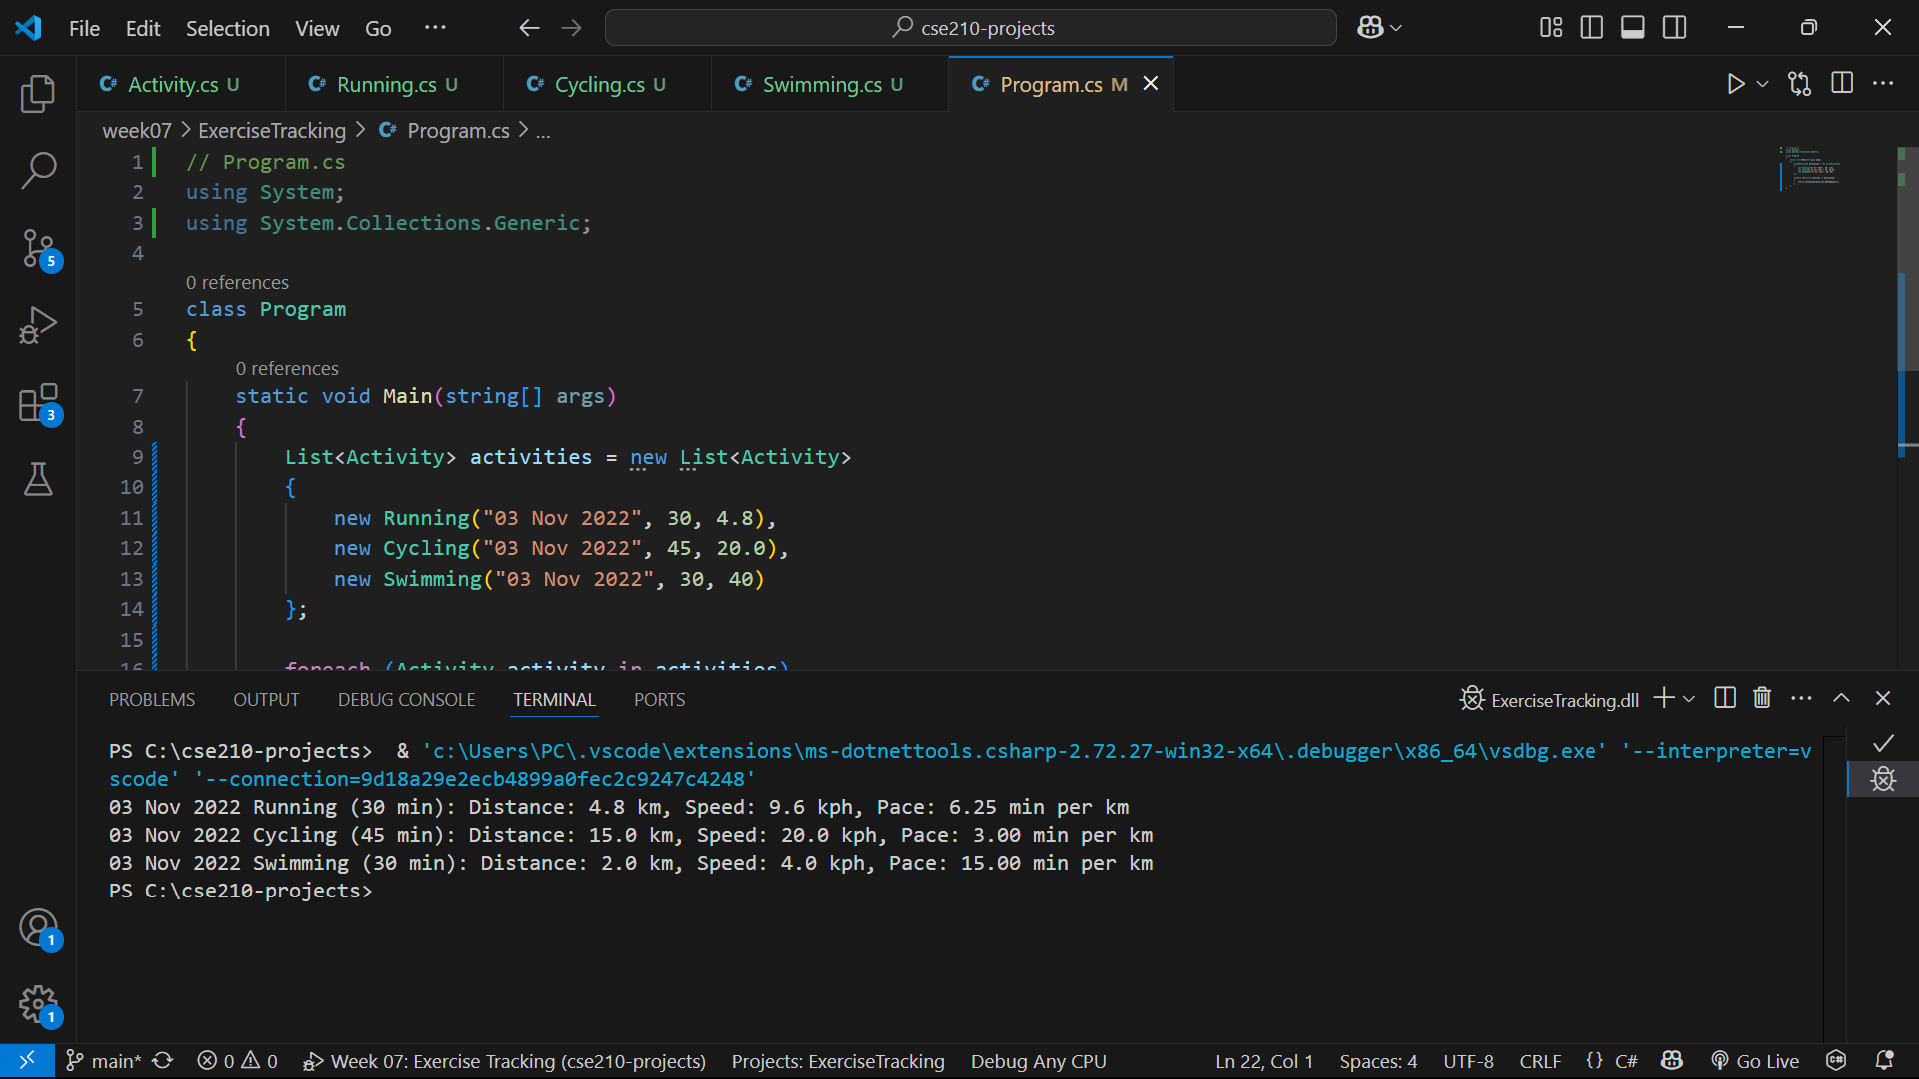 File Edit Selection View Go ··· cse210-projects
Activity.cs U Running.cs U Cycling.cs U Swimming.cs U Program.cs M
week07 > ExerciseTracking > Program.cs > ...
1 // Program.cs
2 using System;
3 using System.Collections.Generic;
4
0 references
5 class Program
6 {
0 references
7 static void Main(string[] args)
8 {
9 List<Activity> activities = new List<Activity>
10 {
11 new Running("03 Nov 2022", 30, 4.8),
12 new Cycling("03 Nov 2022", 45, 20.0),
13 new Swimming("03 Nov 2022", 30, 40)
14 };
15
16 foreach (Activity activity in activities)
5
3
1
1
PROBLEMS OUTPUT DEBUG CONSOLE TERMINAL PORTS ExerciseTracking.dll
PS C:\cse210-projects>  & 'c:\Users\PC\.vscode\extensions\ms-dotnettools.csharp-2.72.27-win32-x64\.debugger\x86_64\vsdbg.exe' '--interpreter=v
scode' '--connection=9d18a29e2ecb4899a0fec2c9247c4248'
03 Nov 2022 Running (30 min): Distance: 4.8 km, Speed: 9.6 kph, Pace: 6.25 min per km
03 Nov 2022 Cycling (45 min): Distance: 15.0 km, Speed: 20.0 kph, Pace: 3.00 min per km
03 Nov 2022 Swimming (30 min): Distance: 2.0 km, Speed: 4.0 kph, Pace: 15.00 min per km
PS C:\cse210-projects>
main* 0 0 Week 07: Exercise Tracking (cse210-projects) Projects: ExerciseTracking Debug Any CPU Ln 22, Col 1 Spaces: 4 UTF-8 CRLF {} C# Go Live